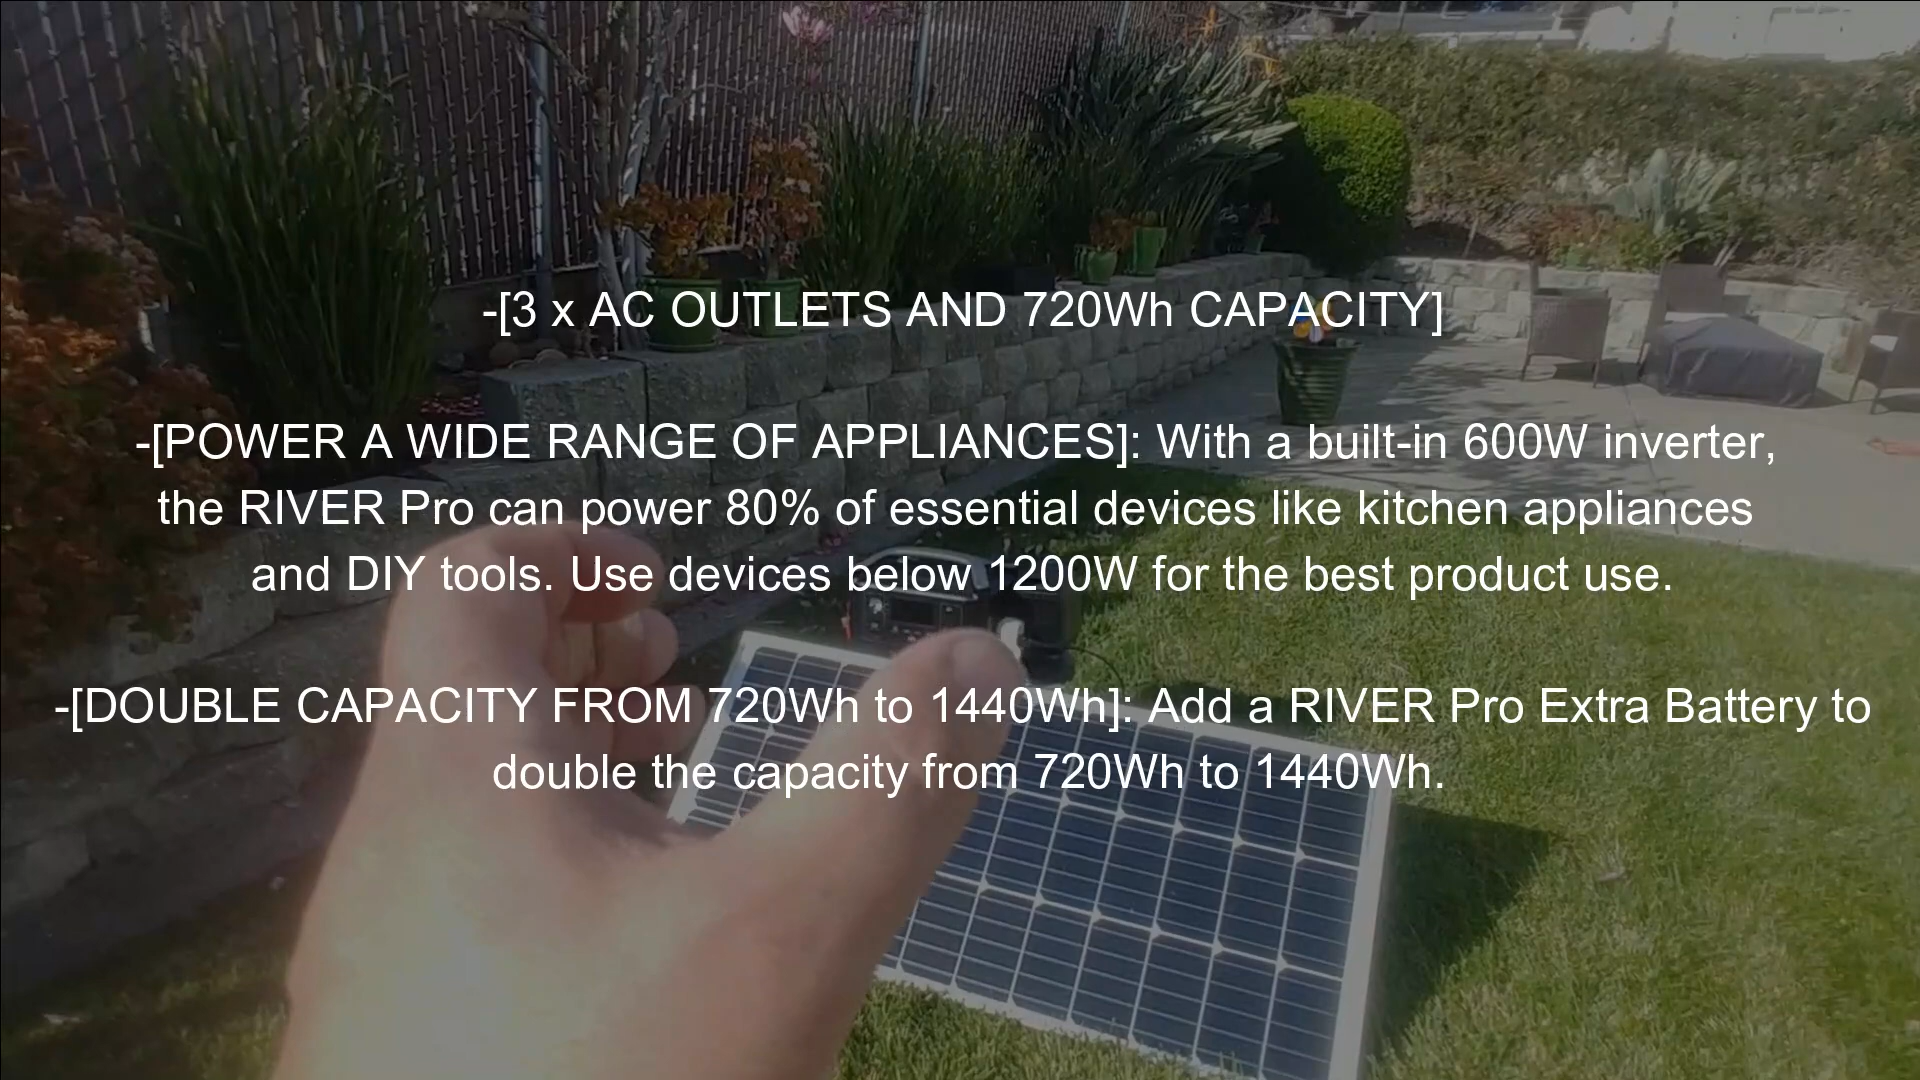 -[3 x AC OUTLETS AND 720Wh CAPACITY]
-[POWER A WIDE RANGE OF APPLIANCES]: With a built-in 600W inverter,
the RIVER Pro can power 80% of essential devices like kitchen appliances
and DIY tools. Use devices below 1200W for the best product use.
-[DOUBLE CAPACITY FROM 720Wh to 1440Wh]: Add a RIVER Pro Extra Battery to
double the capacity from 720Wh to 1440Wh.